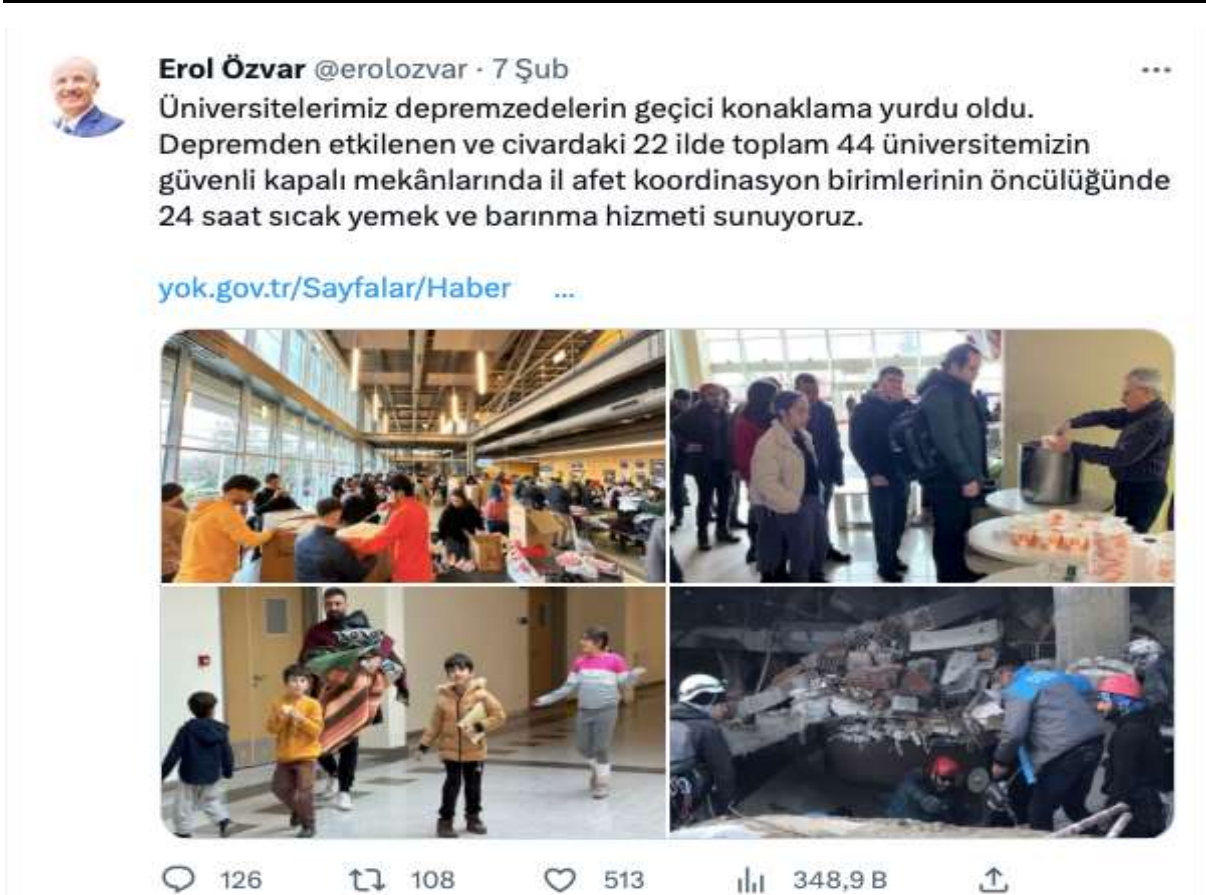 Erol Özvar @erolozvar · 7 Şub
Üniversitelerimiz depremzedelerin geçici konaklama yurdu oldu.
Depremden etkilenen ve civardaki 22 ilde toplam 44 üniversitemizin
güvenli kapalı mekânlarında il afet koordinasyon birimlerinin öncülüğünde
24 saat sıcak yemek ve barınma hizmeti sunuyoruz.
yok.gov.tr/Sayfalar/Haber ...
126 108 513 348,9 B